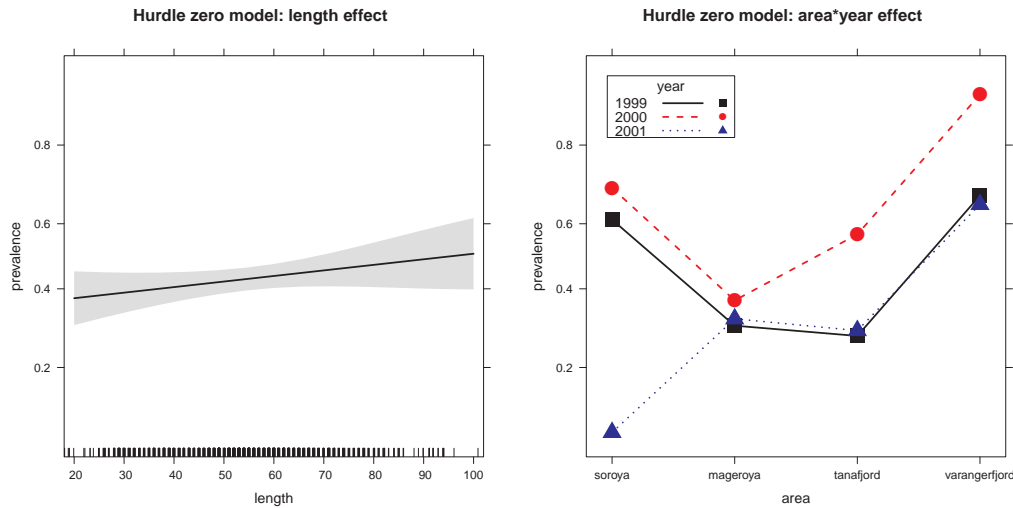 Hurdle zero model: length effect
prevalence
0.8
0.6
0.4
0.2
20 30 40 50 60 70 80 90 100
length
Hurdle zero model: area*year effect
year
1999
2000
2001
prevalence
0.8
0.6
0.4
0.2
soroya mageroya tanafjord varangerfjord
area